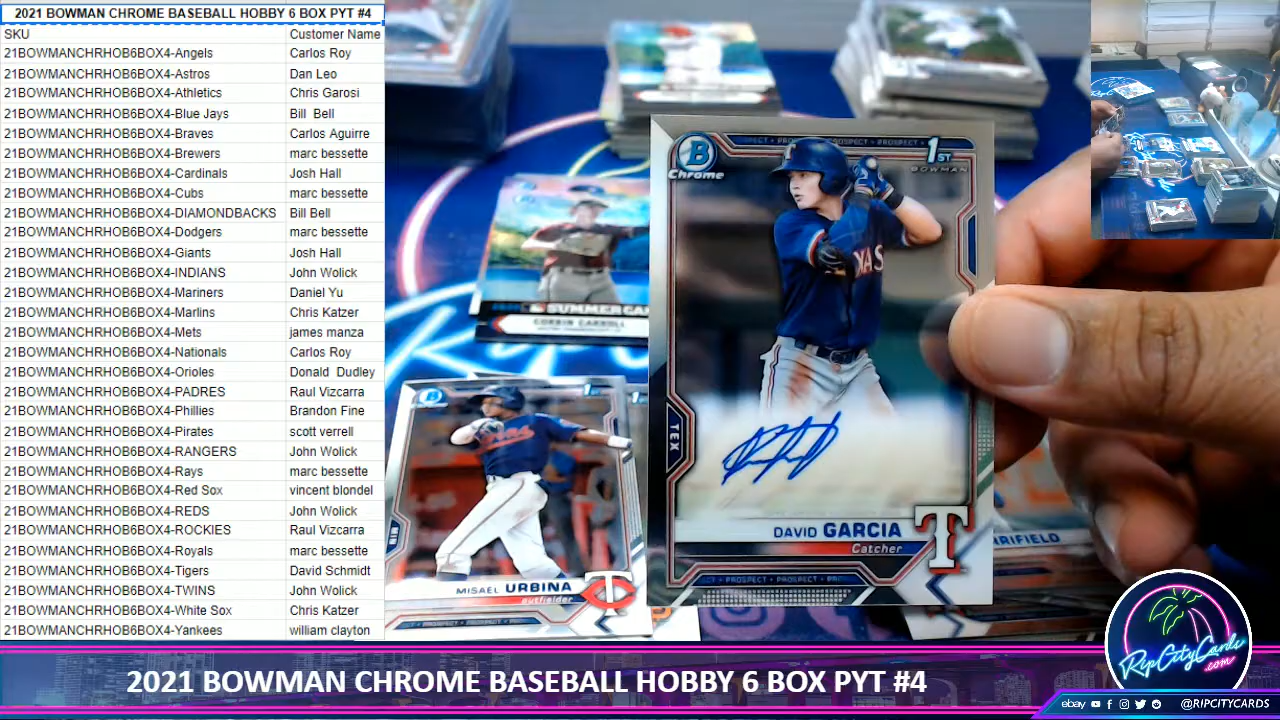 2021 BOWMAN CHROME BASEBALL HOBBY 6 BOX PYT #4
SKU Customer Name
21BOWMANCHRHOB6BOX4-Angels Carlos Roy
21BOWMANCHRHOB6BOX4-Astros Dan Leo
21BOWMANCHRHOB6BOX4-Athletics Chris Garosi
21BOWMANCHRHOB6BOX4-Blue Jays Bill Bell
21BOWMANCHRHOB6BOX4-Braves Carlos Aguirre
21BOWMANCHRHOB6BOX4-Brewers marc bessette
21BOWMANCHRHOB6BOX4-Cardinals Josh Hall
21BOWMANCHRHOB6BOX4-Cubs marc bessette
21BOWMANCHRHOB6BOX4-DIAMONDBACKS Bill Bell
21BOWMANCHRHOB6BOX4-Dodgers marc bessette
21BOWMANCHRHOB6BOX4-Giants Josh Hall
21BOWMANCHRHOB6BOX4-INDIANS John Wolick
21BOWMANCHRHOB6BOX4-Mariners Daniel Yu
21BOWMANCHRHOB6BOX4-Marlins Chris Katzer
21BOWMANCHRHOB6BOX4-Mets james manza
21BOWMANCHRHOB6BOX4-Nationals Carlos Roy
21BOWMANCHRHOB6BOX4-Orioles Donald Dudley
21BOWMANCHRHOB6BOX4-PADRES Raul Vizcarra
21BOWMANCHRHOB6BOX4-Phillies Brandon Fine
21BOWMANCHRHOB6BOX4-Pirates scott verrell
21BOWMANCHRHOB6BOX4-RANGERS John Wolick
21BOWMANCHRHOB6BOX4-Rays marc bessette
21BOWMANCHRHOB6BOX4-Red Sox vincent blondel
21BOWMANCHRHOB6BOX4-REDS John Wolick
21BOWMANCHRHOB6BOX4-ROCKIES Raul Vizcarra
21BOWMANCHRHOB6BOX4-Royals marc bessette
21BOWMANCHRHOB6BOX4-Tigers David Schmidt
21BOWMANCHRHOB6BOX4-TWINS John Wolick
21BOWMANCHRHOB6BOX4-White Sox Chris Katzer
21BOWMANCHRHOB6BOX4-Yankees william clayton
B Chrome
PROSPECT • PROSPECT
1ST BOWMAN
TEX
DAVID GARCIA
Catcher
T
PROSPECT • PROSPECT
CORBIN CARROLL
1ST
MISAEL URBINA
outfielder
RRIFIELD
RipCityCards
.com
2021 BOWMAN CHROME BASEBALL HOBBY 6 BOX PYT #4
ebay @RIPCITYCARDS